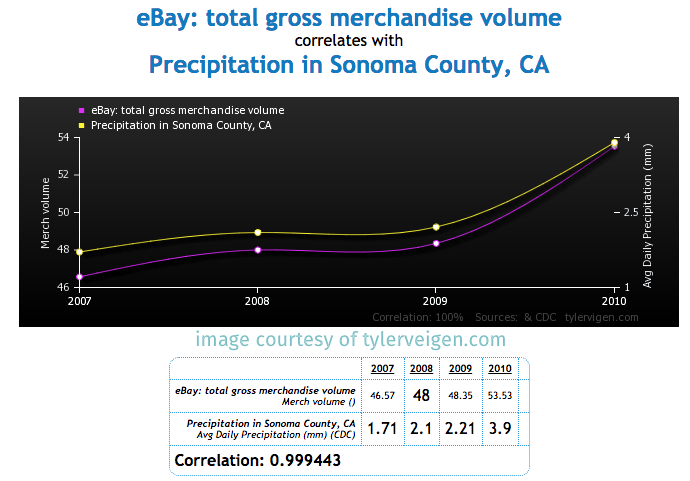 eBay: total gross merchandise volume
correlates with
Precipitation in Sonoma County, CA
eBay: total gross merchandise volume
Precipitation in Sonoma County, CA
54
52
50
48
46
Merch volume
4
2.5
1
Avg Daily Precipitation (mm)
2007 2008 2009 2010
Correlation: 100% Sources: & CDC tylervigen.com
image courtesy of tylerveigen.com
2007 2008 2009 2010
eBay: total gross merchandise volume
Merch volume () 46.57 48 48.35 53.53
Precipitation in Sonoma County, CA
Avg Daily Precipitation (mm) (CDC) 1.71 2.1 2.21 3.9
Correlation: 0.999443